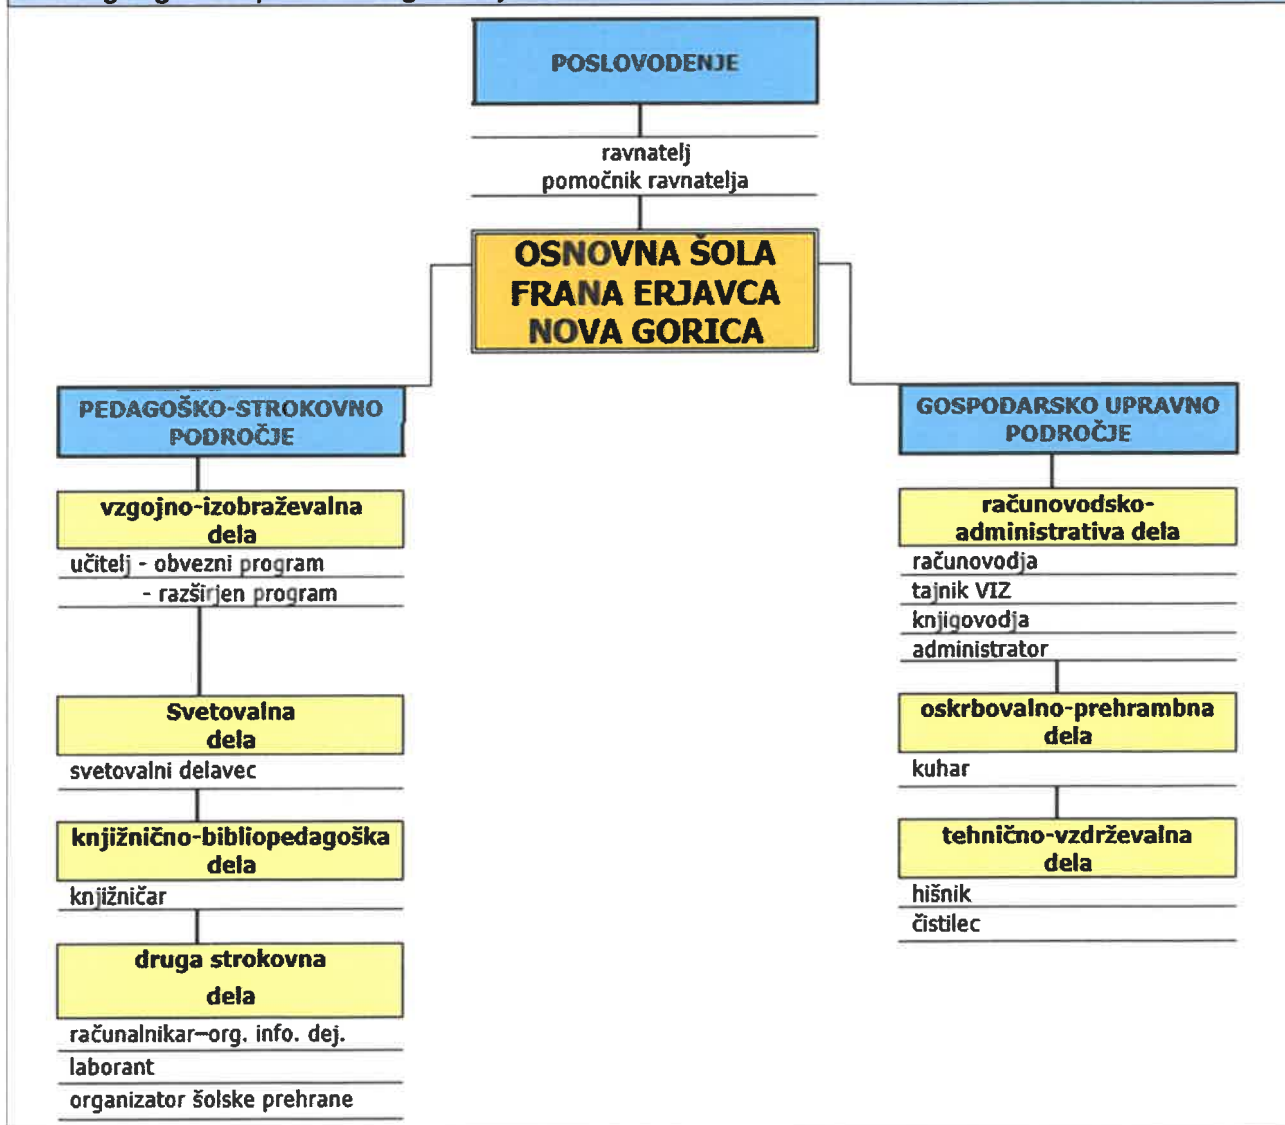 POSLOVODENJE
ravnatelj
pomočnik ravnatelja
OSNOVNA ŠOLA
FRANA ERJAVCA
NOVA GORICA
PEDAGOŠKO-STROKOVNO
PODROČJE
vzgojno-izobraževalna
dela
učitelj - obvezni program
- razširjen program
Svetovalna
dela
svetovalni delavec
knjižnično-bibliopedagoška
dela
knjižničar
druga strokovna
dela
računalnikar–org. info. dej.
laborant
organizator šolske prehrane
GOSPODARSKO UPRAVNO
PODROČJE
računovodsko-
administrativa dela
računovodja
tajnik VIZ
knjigovodja
administrator
oskrbovalno-prehrambna
dela
kuhar
tehnično-vzdrževalna
dela
hišnik
čistilec